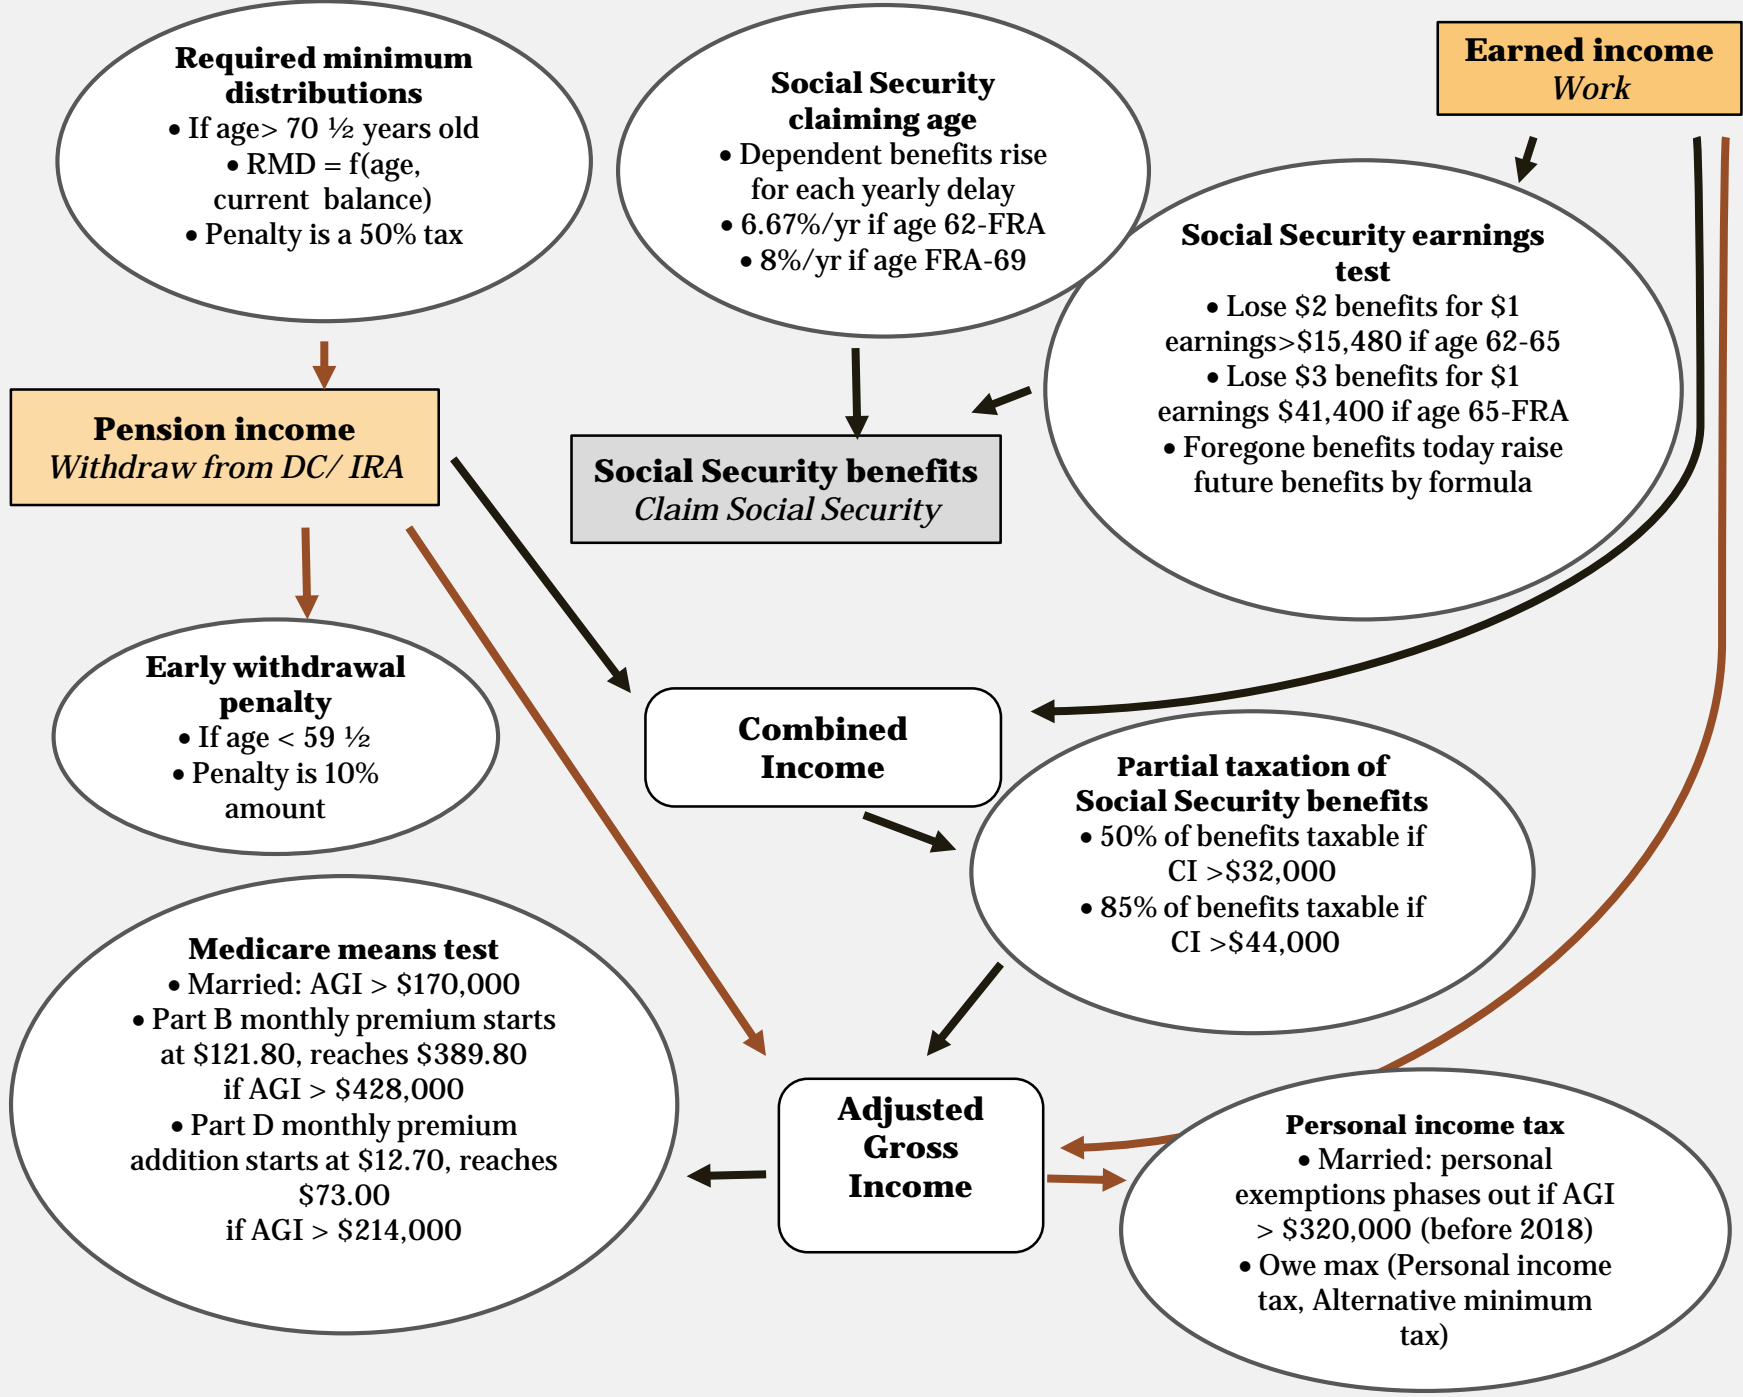 Required minimum
distributions
• If age> 70 ½ years old
• RMD = f(age,
current balance)
• Penalty is a 50% tax
Social Security
claiming age
• Dependent benefits rise
for each yearly delay
• 6.67%/yr if age 62-FRA
• 8%/yr if age FRA-69
Earned income
Work
Social Security earnings
test
• Lose $2 benefits for $1
earnings>$15,480 if age 62-65
• Lose $3 benefits for $1
earnings $41,400 if age 65-FRA
• Foregone benefits today raise
future benefits by formula
Pension income
Withdraw from DC/ IRA
Social Security benefits
Claim Social Security
Early withdrawal
penalty
• If age < 59 ½
• Penalty is 10%
amount
Combined
Income
Partial taxation of
Social Security benefits
• 50% of benefits taxable if
CI >$32,000
• 85% of benefits taxable if
CI >$44,000
Medicare means test
• Married: AGI > $170,000
• Part B monthly premium starts
at $121.80, reaches $389.80
if AGI > $428,000
• Part D monthly premium
addition starts at $12.70, reaches
$73.00
if AGI > $214,000
Adjusted
Gross
Income
Personal income tax
• Married: personal
exemptions phases out if AGI
> $320,000 (before 2018)
• Owe max (Personal income
tax, Alternative minimum
tax)